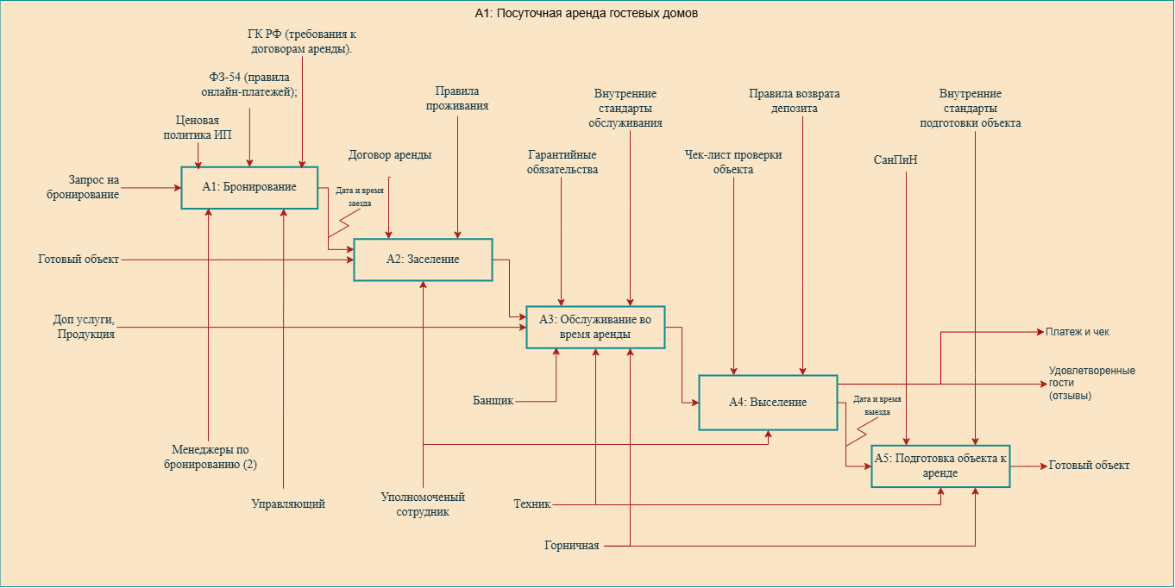 А1: Посуточная аренда гостевых домов
ГК РФ (требования к
договорам аренды).
ФЗ-54 (правила
онлайн-платежей);
Ценовая
политика ИП
Правила
проживания
Внутренние
стандарты
обслуживания
Правила возврата
депозита
Внутренние
стандарты
подготовки объекта
Договор аренды
Гарантийные
обязательства
Чек-лист проверки
объекта
СанПиН
Запрос на
бронирование
А1: Бронирование
Дата и время
заезда
Готовый объект
А2: Заселение
Доп услуги,
Продукция
А3: Обслуживание во
время аренды
Платеж и чек
Удовлетворенные
гости
(отзывы)
Банщик
А4: Выселение
Дата и время
выезда
Менеджеры по
бронированию (2)
А5: Подготовка объекта к
аренде
Готовый объект
Управляющий
Уполномоченый
сотрудник
Техник
Горничная